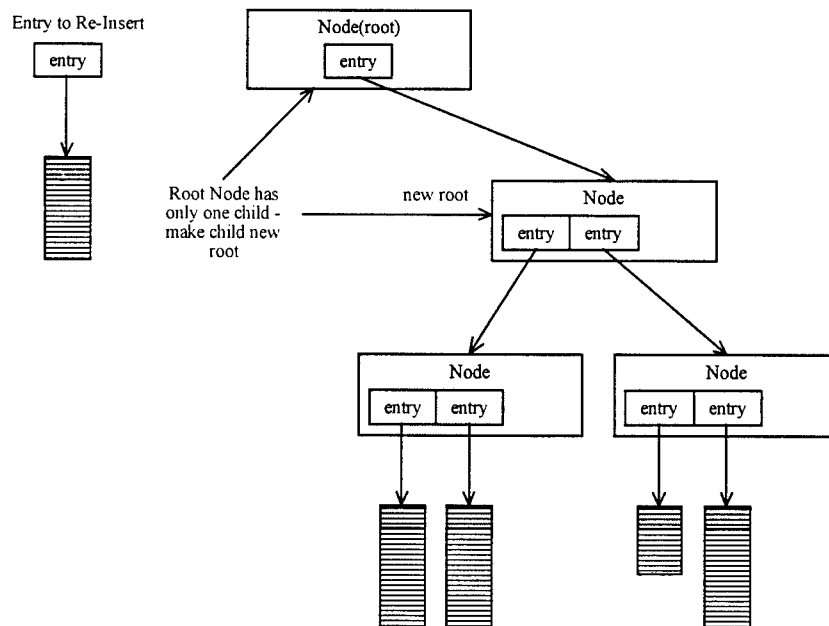 Entry to Re-Insert
entry
Node(root)
entry
Root Node has
only one child -
make child new
root
new root
Node
entry entry
Node
entry entry
Node
entry entry